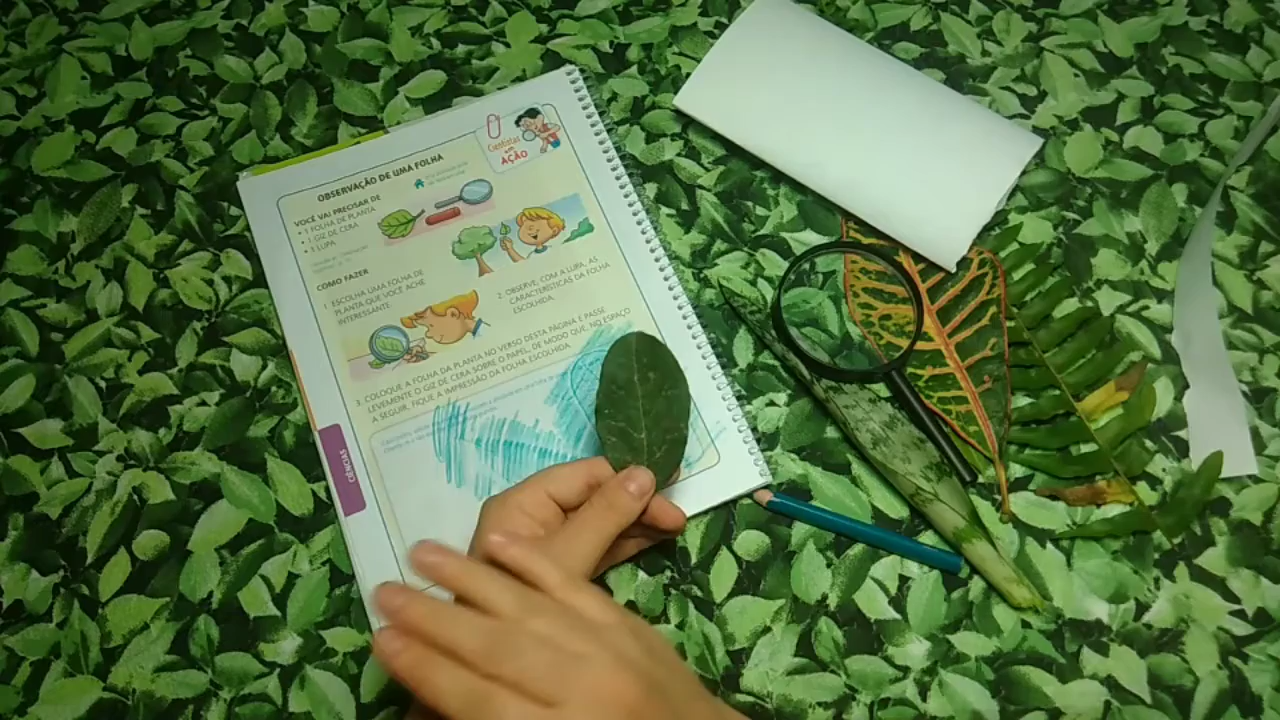 Cientistas
em
AÇÃO
OBSERVAÇÃO DE UMA FOLHA
VOCÊ VAI PRECISAR DE
• 1 FOLHA DE PLANTA
• 1 GIZ DE CERA
• 1 LUPA
COMO FAZER
1. ESCOLHA UMA FOLHA DE
PLANTA QUE VOCÊ ACHE
INTERESSANTE.
2. OBSERVE, COM A LUPA, AS
CARACTERÍSTICAS DA FOLHA
ESCOLHIDA.
3. COLOQUE A FOLHA DA PLANTA NO VERSO DESTA PÁGINA E PASSE
LEVEMENTE O GIZ DE CERA SOBRE O PAPEL, DE MODO QUE, NO ESPAÇO
A SEGUIR, FIQUE A IMPRESSÃO DA FOLHA ESCOLHIDA.
CIÊNCIAS